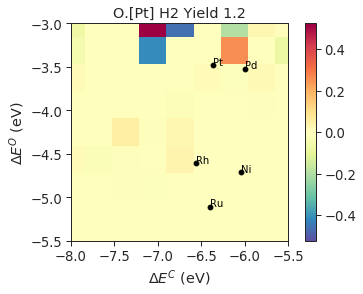 O.[Pt] H2 Yield 1.2
−3.0
−3.5
−4.0
−4.5
−5.0
−5.5
ΔE^O (eV)
Pt
Pd
Rh
Ni
Ru
−8.0 −7.5 −7.0 −6.5 −6.0 −5.5
ΔE^C (eV)
0.4
0.2
0.0
−0.2
−0.4